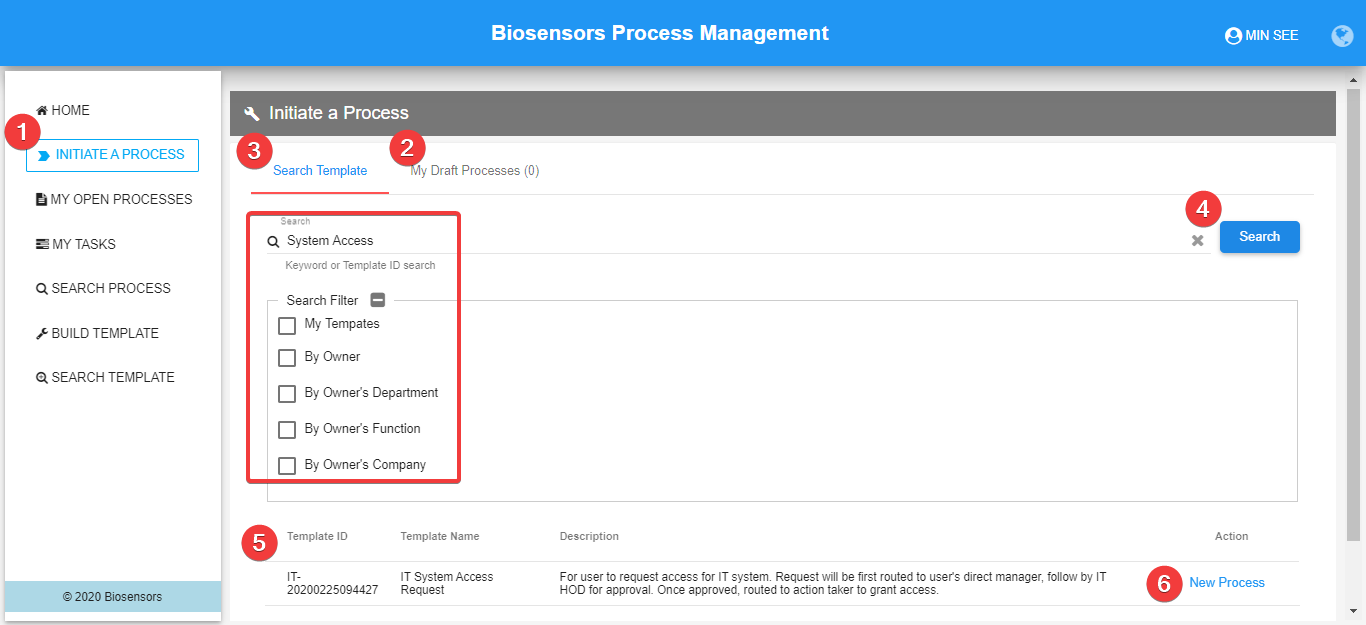 Biosensors Process Management
MIN SEE
HOME
1
INITIATE A PROCESS
MY OPEN PROCESSES
MY TASKS
SEARCH PROCESS
BUILD TEMPLATE
SEARCH TEMPLATE
© 2020 Biosensors
Initiate a Process
3
Search Template
2
My Draft Processes (0)
Search
System Access
Keyword or Template ID search
4
Search
Search Filter
My Tempates
By Owner
By Owner's Department
By Owner's Function
By Owner's Company
5
Template ID
Template Name
Description
Action
IT-
20200225094427
IT System Access
Request
For user to request access for IT system. Request will be first routed to user's direct manager, follow by IT
HOD for approval. Once approved, routed to action taker to grant access.
6
New Process